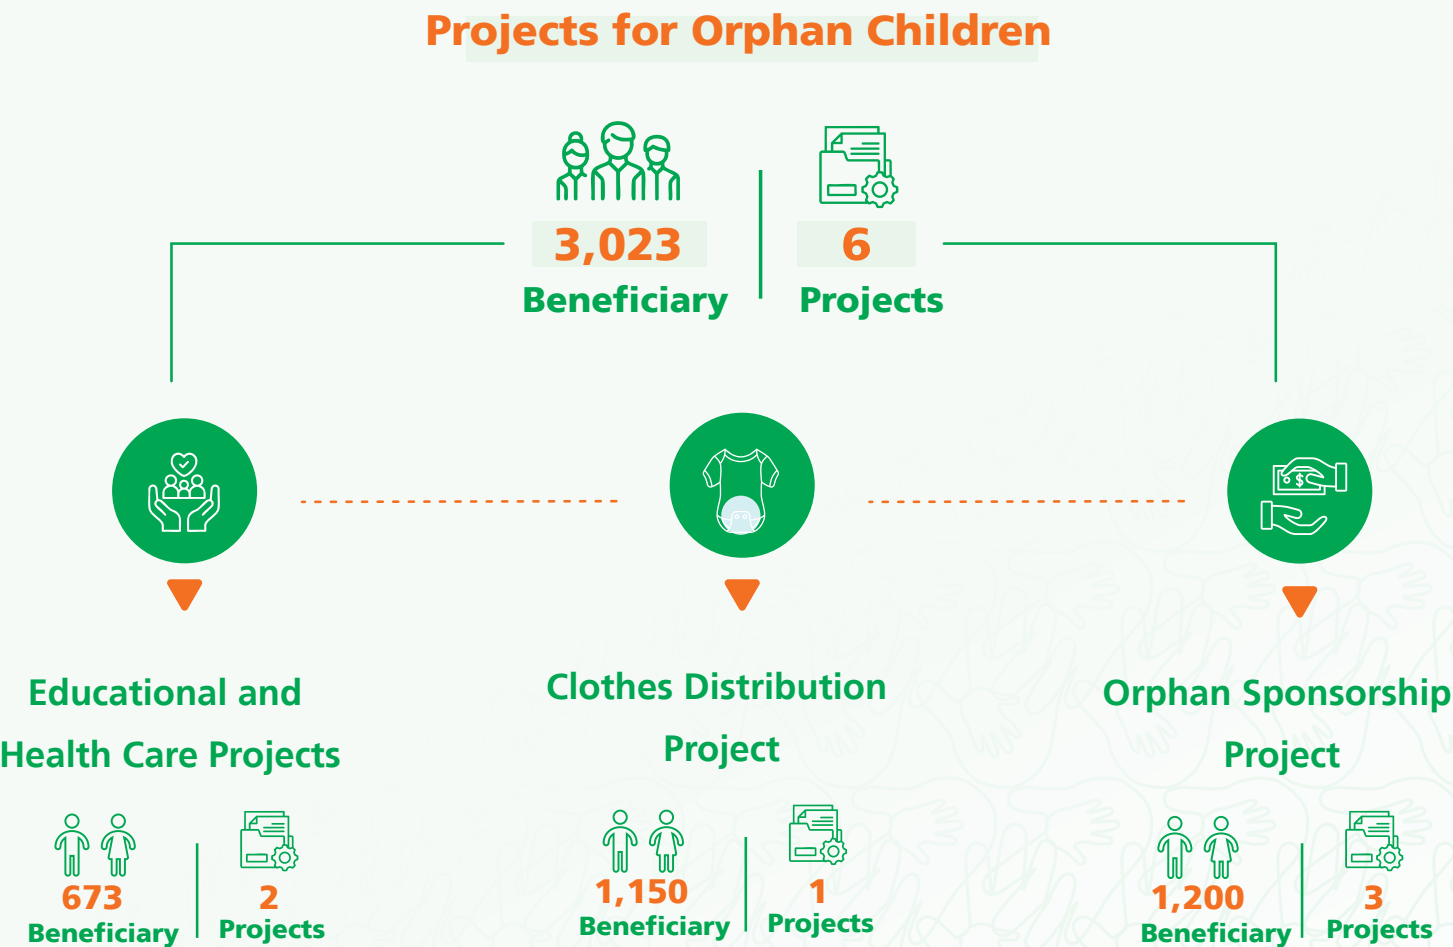 Projects for Orphan Children
3,023
Beneficiary
6
Projects
$
Educational and
Health Care Projects
673
Beneficiary
2
Projects
Clothes Distribution
Project
1,150
Beneficiary
1
Projects
Orphan Sponsorship
Project
1,200
Beneficiary
3
Projects